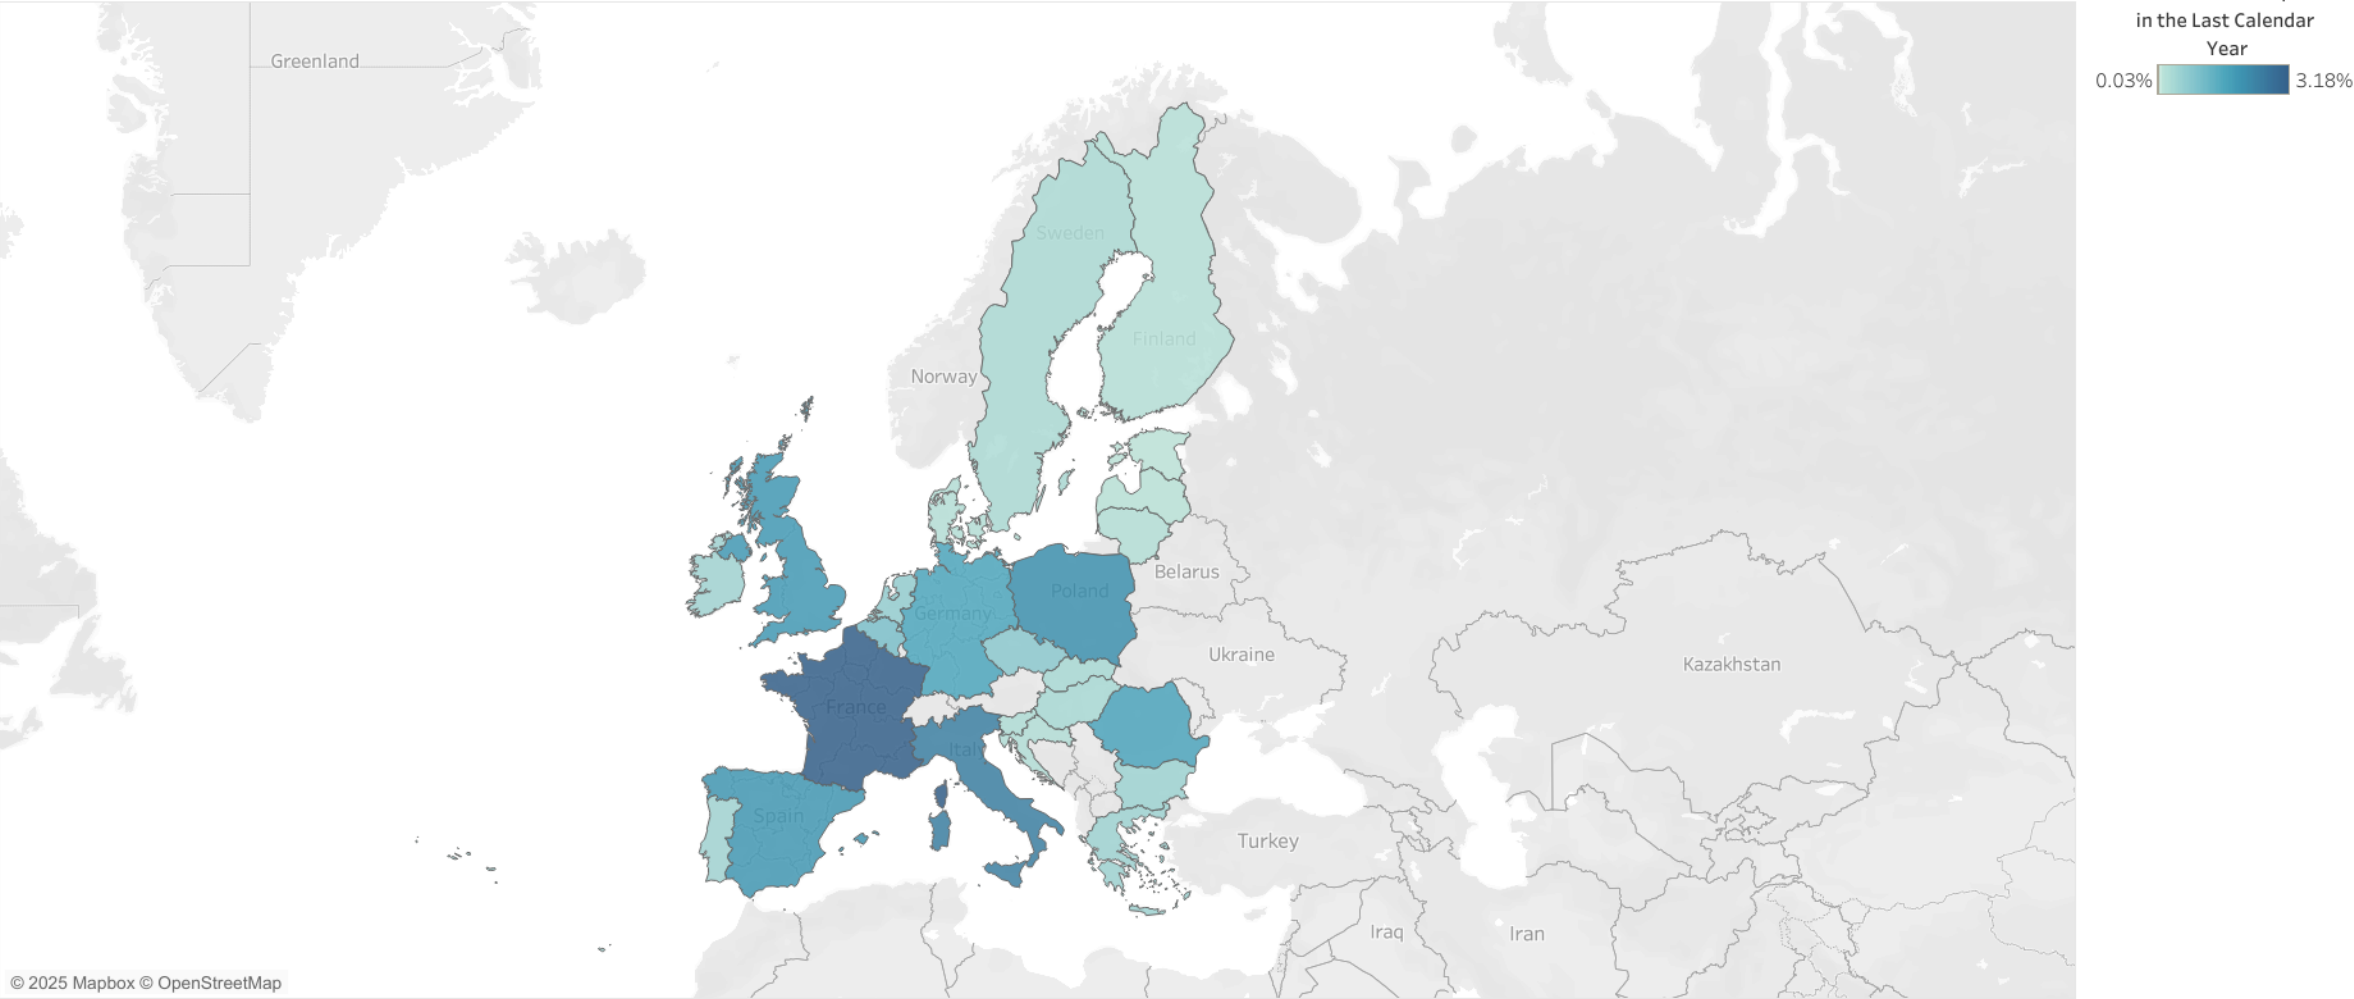 in the Last Calendar
Year
0.03% 3.18%
Greenland
Sweden
Finland
Norway
Belarus
Poland
Germany
Ukraine
Kazakhstan
France
Italy
Spain
Turkey
Iraq
Iran
© 2025 Mapbox © OpenStreetMap